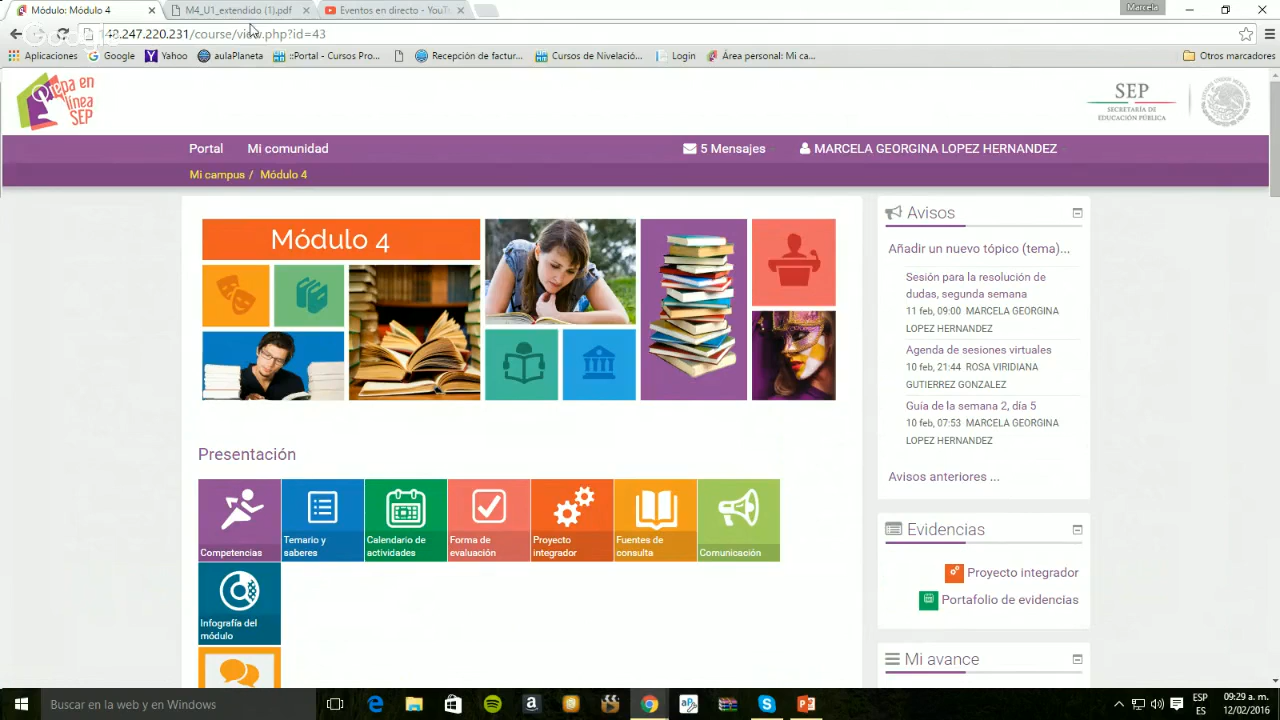 Módulo: Módulo 4
M4_U1_extendido (1).pdf
Eventos en directo - YouT
Marcela
42.247.220.231/course/view.php?id=43
Aplicaciones
Google
Yahoo
aulaPlaneta
::Portal - Cursos Pro...
Recepción de factur...
Cursos de Nivelació...
Login
Área personal: Mi ca...
Otros marcadores
Prepa en
línea
SEP
SEP
SECRETARÍA DE
EDUCACIÓN PÚBLICA
Portal
Mi comunidad
5 Mensajes
MARCELA GEORGINA LOPEZ HERNANDEZ
Mi campus / Módulo 4
Módulo 4
Presentación
Competencias
Temario y
saberes
Calendario de
actividades
Forma de
evaluación
Proyecto
integrador
Fuentes de
consulta
Comunicación
Infografía del
módulo
Avisos
Añadir un nuevo tópico (tema)...
Sesión para la resolución de
dudas, segunda semana
11 feb, 09:00 MARCELA GEORGINA
LOPEZ HERNANDEZ
Agenda de sesiones virtuales
10 feb, 21:44 ROSA VIRIDIANA
GUTIERREZ GONZALEZ
Guía de la semana 2, día 5
10 feb, 07:53 MARCELA GEORGINA
LOPEZ HERNANDEZ
Avisos anteriores ...
Evidencias
Proyecto integrador
Portafolio de evidencias
Mi avance
Buscar en la web y en Windows
ESP
ES
09:29 a. m.
12/02/2016